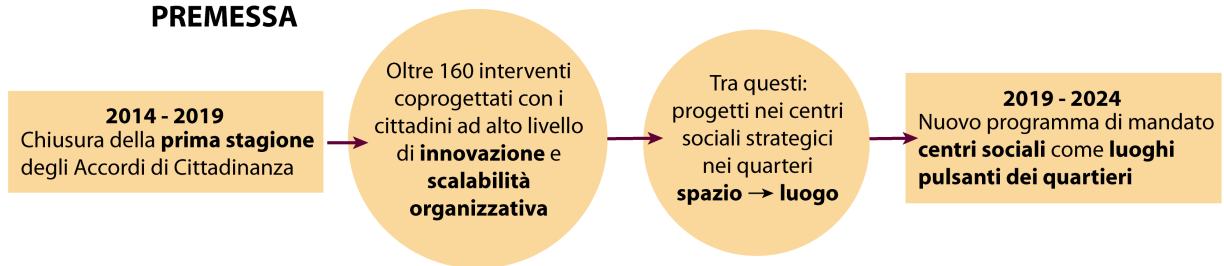 PREMESSA
2014 - 2019
Chiusura della prima stagione
degli Accordi di Cittadinanza
Oltre 160 interventi
coprogettati con i
cittadini ad alto livello
di innovazione e
scalabilità
organizzativa
Tra questi:
progetti nei centri
sociali strategici
nei quarteri
spazio → luogo
2019 - 2024
Nuovo programma di mandato
centri sociali come luoghi
pulsanti dei quartieri